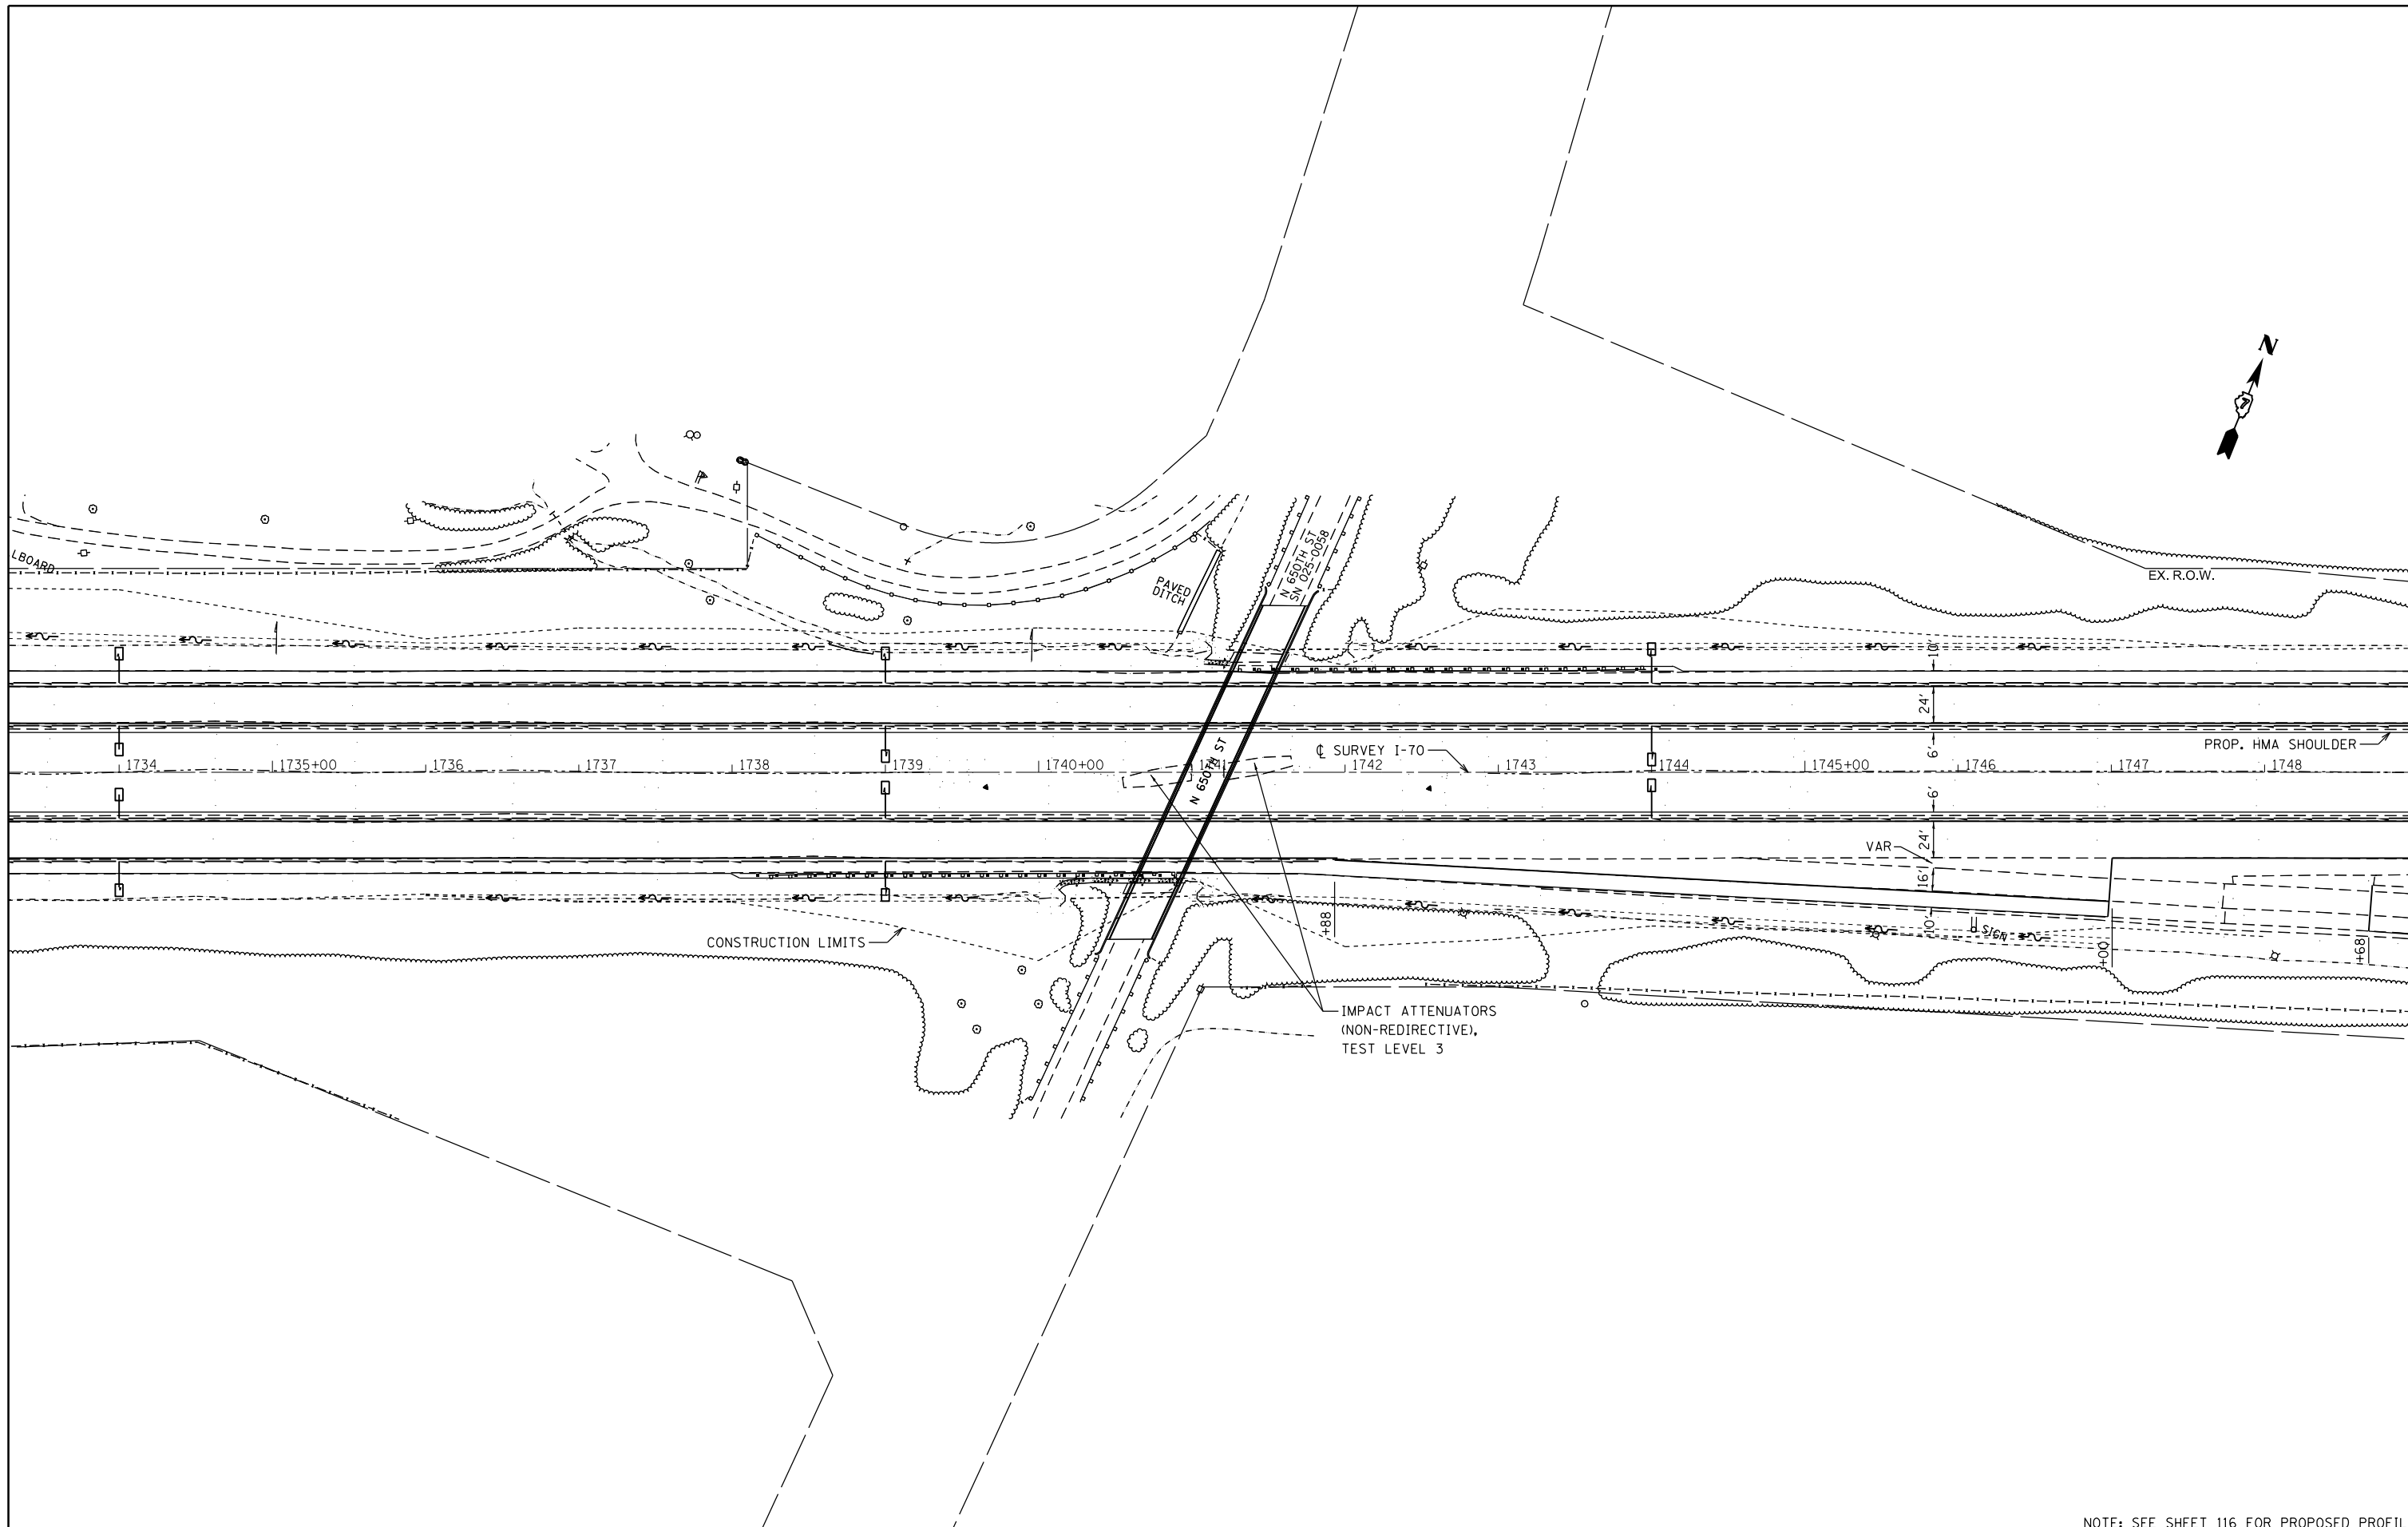 N
7
LBOARD
PAVED
DITCH
N 650TH ST
SN 025-0058
EX. R.O.W.
10'
24'
6'
PROP. HMA SHOULDER
℄ SURVEY I-70
N 650TH ST
1734
1735+00
1736
1737
1738
1739
1740+00
1741
1742
1743
1744
1745+00
1746
1747
1748
6'
24'
VAR
16'
10'
SIGN
+88
+00
+68
CONSTRUCTION LIMITS
IMPACT ATTENUATORS
(NON-REDIRECTIVE),
TEST LEVEL 3
NOTE: SEE SHEET 116 FOR PROPOSED PROFIL